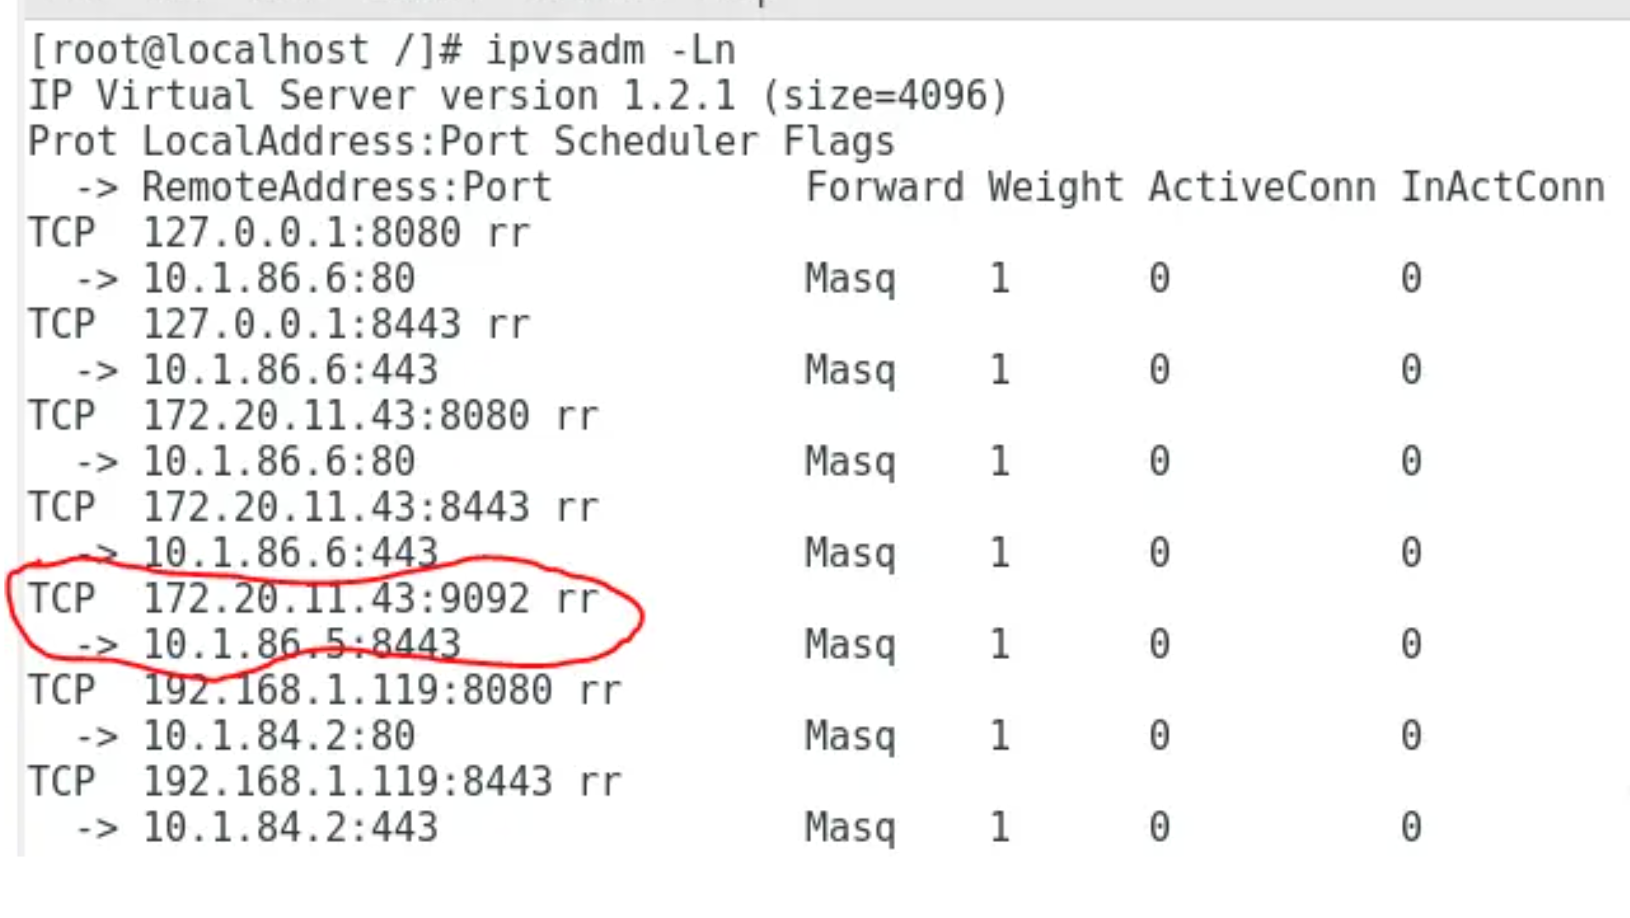 [root@localhost /]# ipvsadm -Ln
IP Virtual Server version 1.2.1 (size=4096)
Prot LocalAddress:Port Scheduler Flags
  -> RemoteAddress:Port           Forward Weight ActiveConn InActConn
TCP  127.0.0.1:8080 rr
  -> 10.1.86.6:80                 Masq    1      0          0
TCP  127.0.0.1:8443 rr
  -> 10.1.86.6:443                Masq    1      0          0
TCP  172.20.11.43:8080 rr
  -> 10.1.86.6:80                 Masq    1      0          0
TCP  172.20.11.43:8443 rr
  -> 10.1.86.6:443                Masq    1      0          0
TCP  172.20.11.43:9092 rr
  -> 10.1.86.5:8443               Masq    1      0          0
TCP  192.168.1.119:8080 rr
  -> 10.1.84.2:80                 Masq    1      0          0
TCP  192.168.1.119:8443 rr
  -> 10.1.84.2:443                Masq    1      0          0